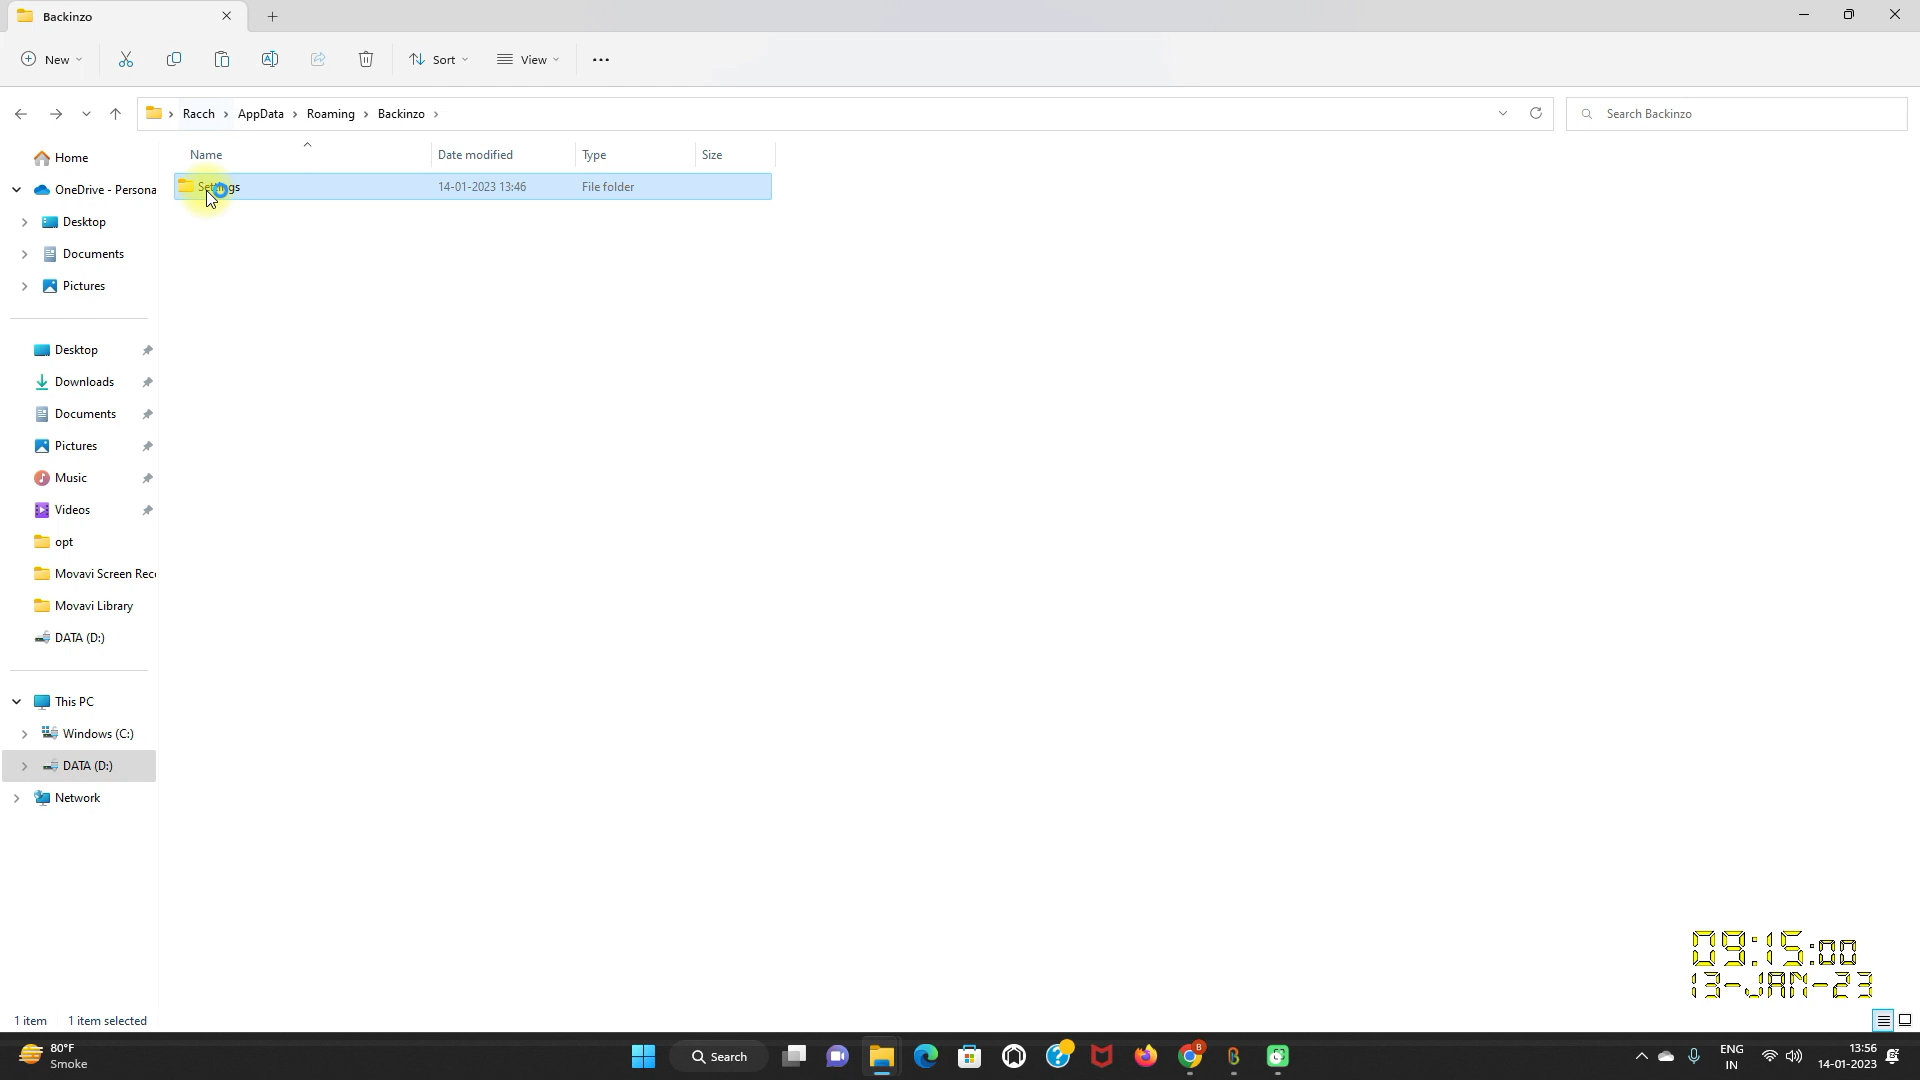 Backinzo
New
Sort
View
Racch
AppData
Roaming
Backinzo
Search Backinzo
Name
Date modified
Type
Size
Settings
14-01-2023 13:46
File folder
Home
OneDrive - Persona
Desktop
Documents
Pictures
Desktop
Downloads
Documents
Pictures
Music
Videos
opt
Movavi Screen Rec
Movavi Library
DATA (D:)
This PC
Windows (C:)
DATA (D:)
Network
09:15:00
13-JAN-23
1 item
1 item selected
80°F
Smoke
Search
ENG
IN
13:56
14-01-2023